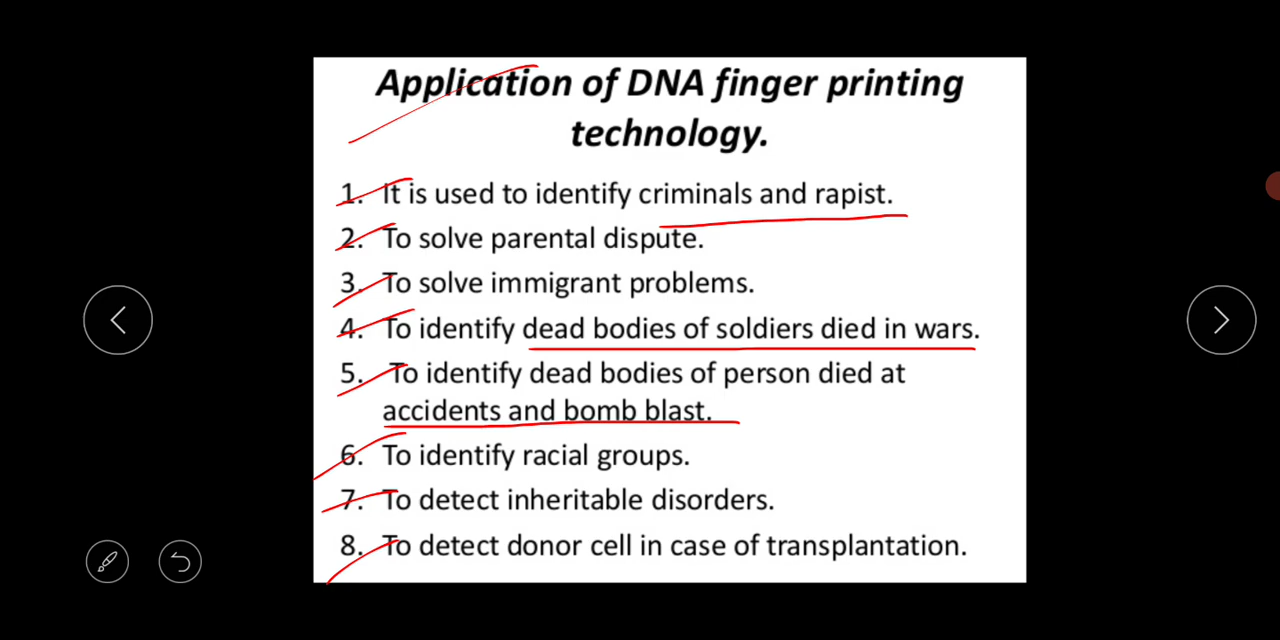 Application of DNA finger printing
technology.
1. It is used to identify criminals and rapist.
2. To solve parental dispute.
3. To solve immigrant problems.
4. To identify dead bodies of soldiers died in wars.
5. To identify dead bodies of person died at
accidents and bomb blast.
6. To identify racial groups.
7. To detect inheritable disorders.
8. To detect donor cell in case of transplantation.